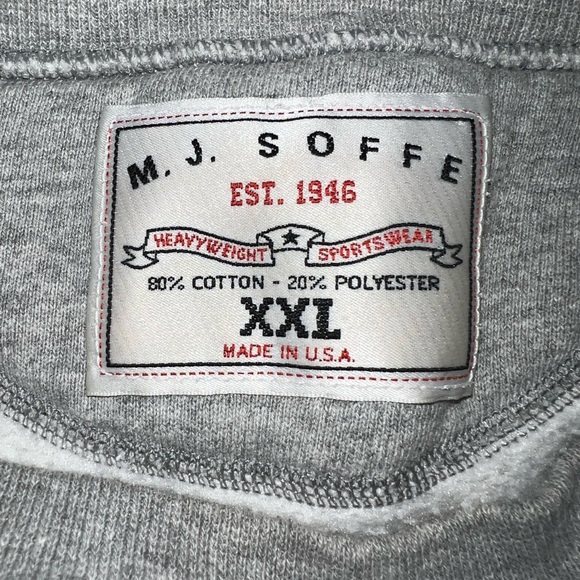 M. J. SOFFE
EST. 1946
HEAVYWEIGHT ★ SPORTSWEAR
80% COTTON - 20% POLYESTER
XXL
MADE IN U.S.A.